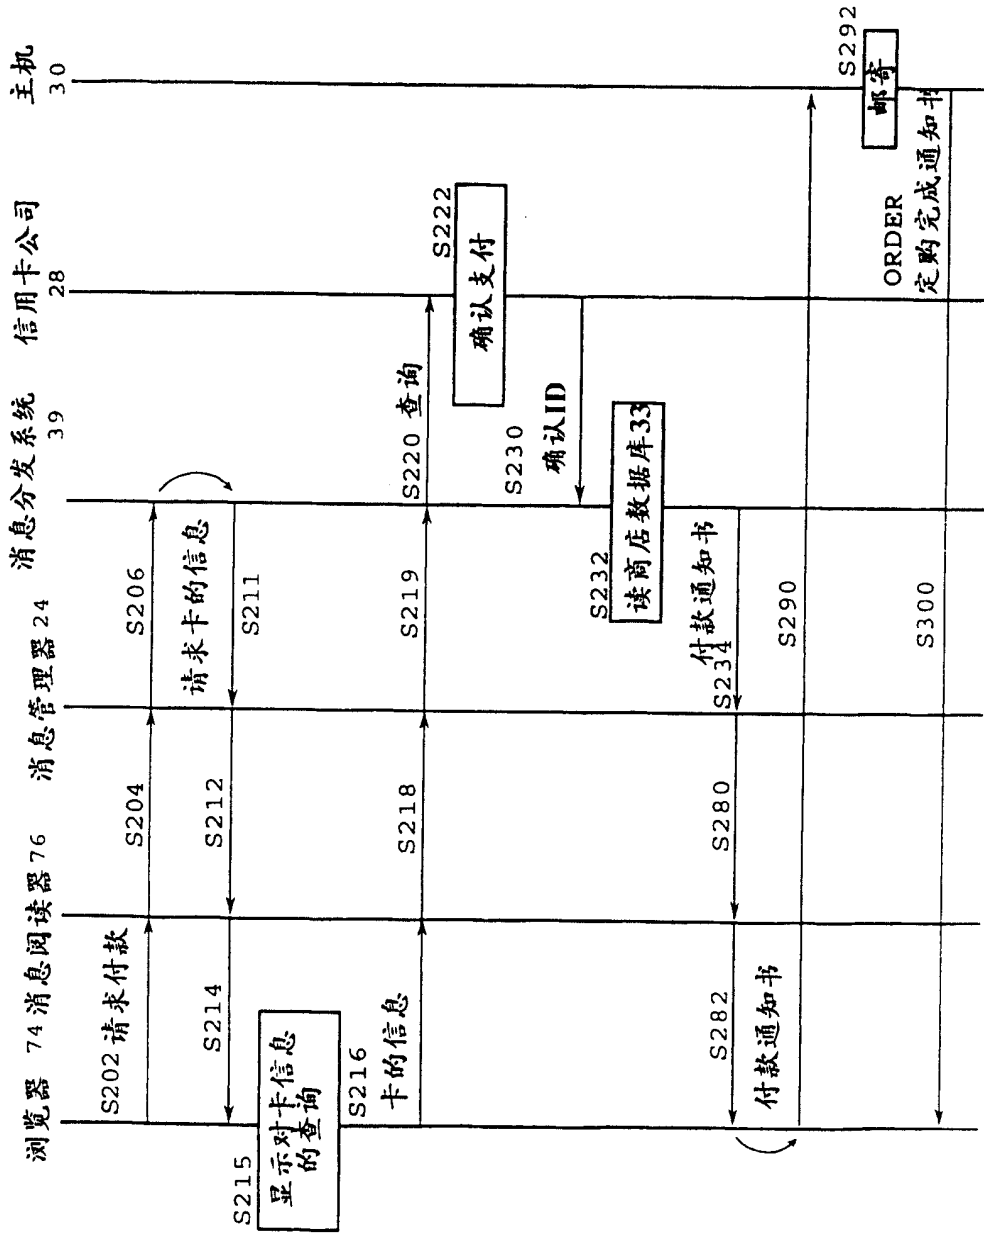 浏览器 74
消息阅读器 76
消息管理器 24
消息分发系统
39
信用卡公司
28
主机
30
S202 请求付款
S204
S206
请求卡的信息
S211
S212
S214
S215
显示对卡信息
的查询
S216
卡的信息
S218
S219
S220 查询
S222
确认支付
S230
确认ID
S232
读商店数据库33
付款通知书
S234
S280
S282
付款通知书
S290
S292
邮寄
ORDER
定购完成通知书
S300